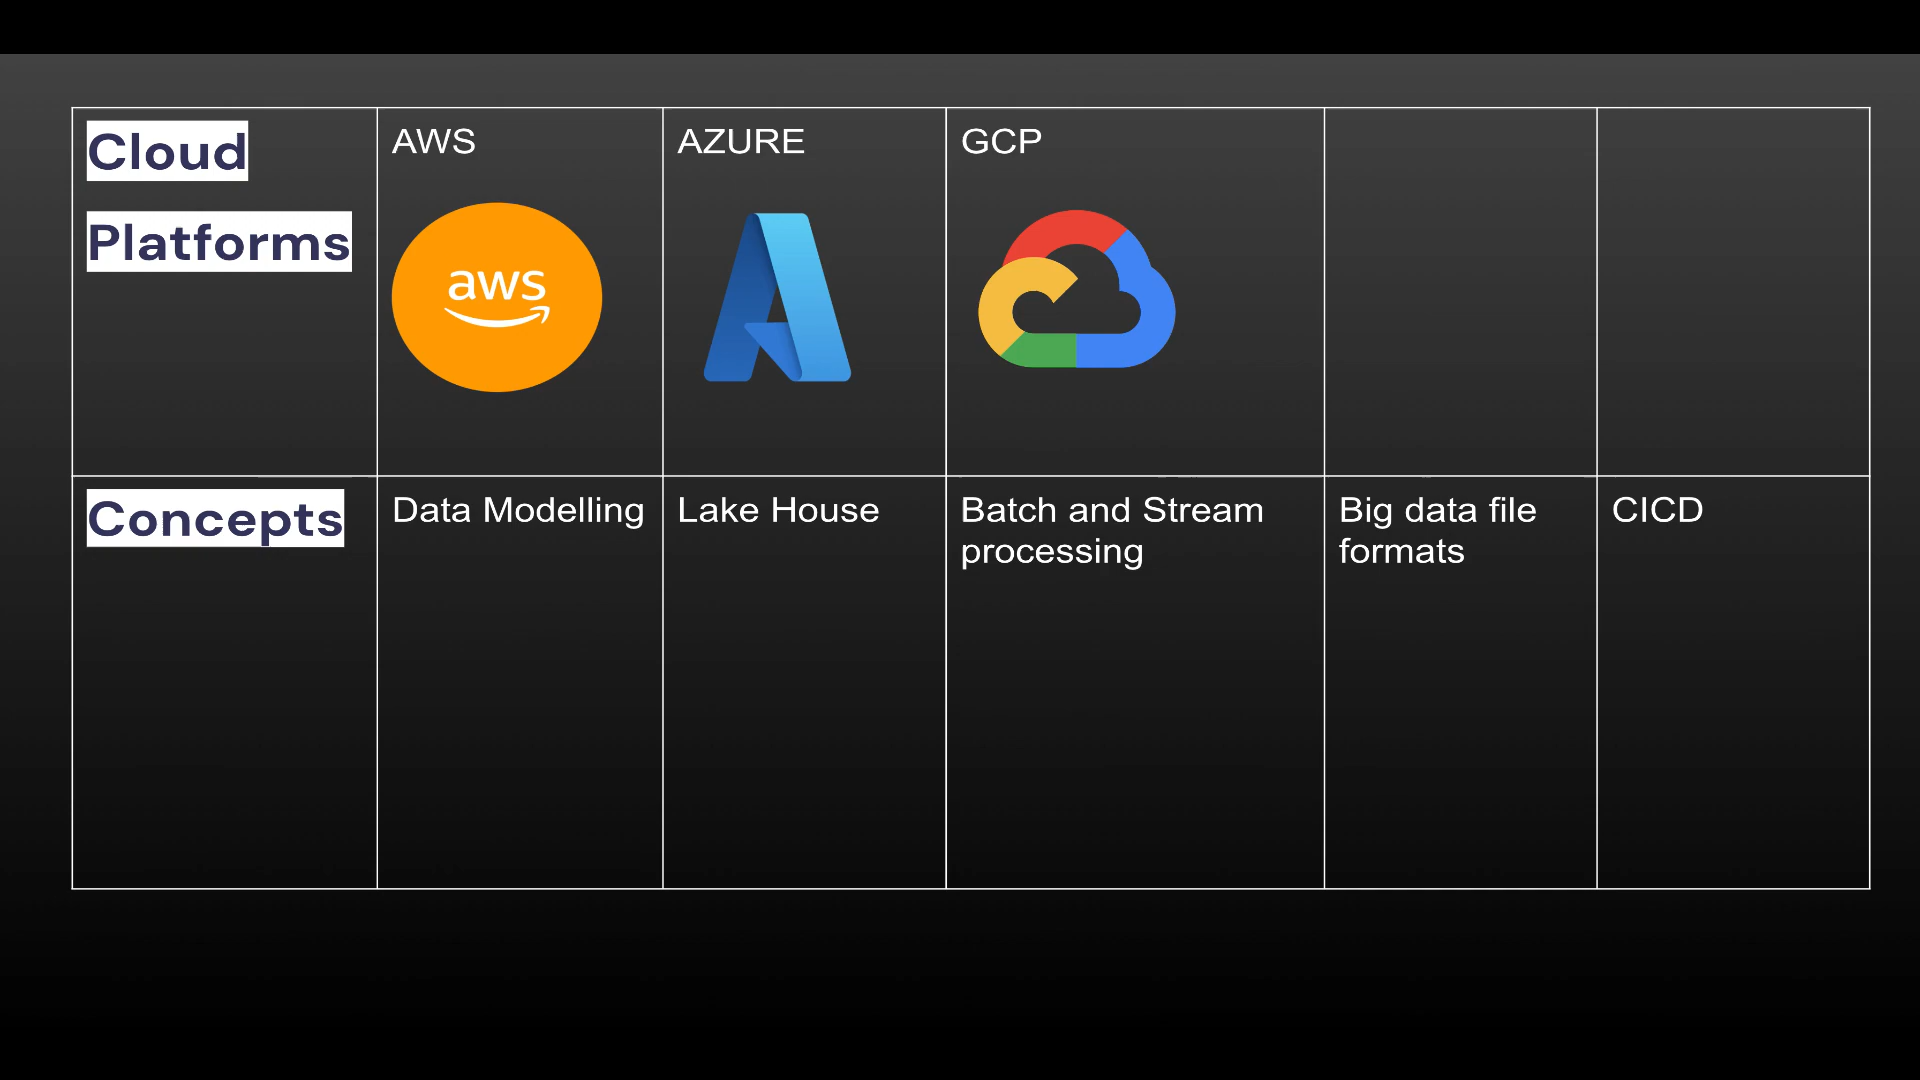 Cloud
Platforms
AWS
aws
AZURE
GCP
Concepts
Data Modelling
Lake House
Batch and Stream
processing
Big data file
formats
CICD